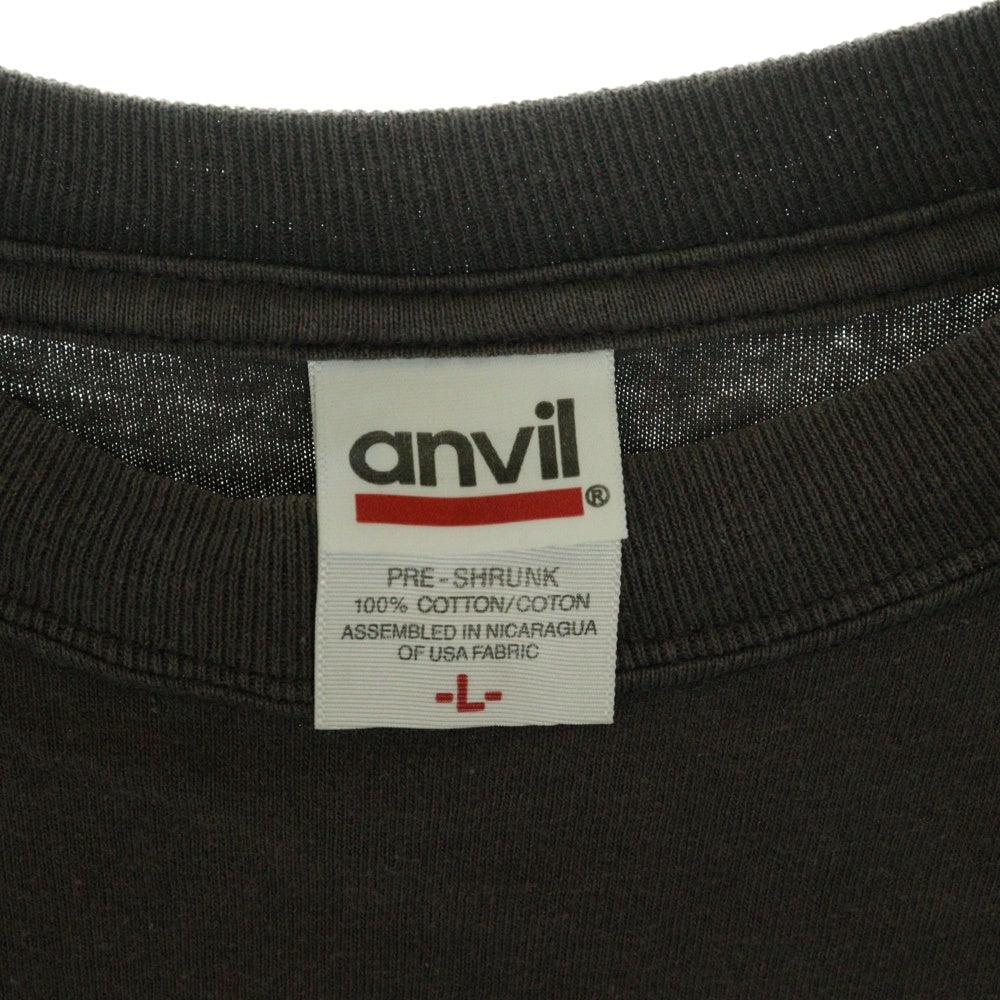 anvil
®
PRE-SHRUNK
100% COTTON/COTON
ASSEMBLED IN NICARAGUA
OF USA FABRIC
-L-